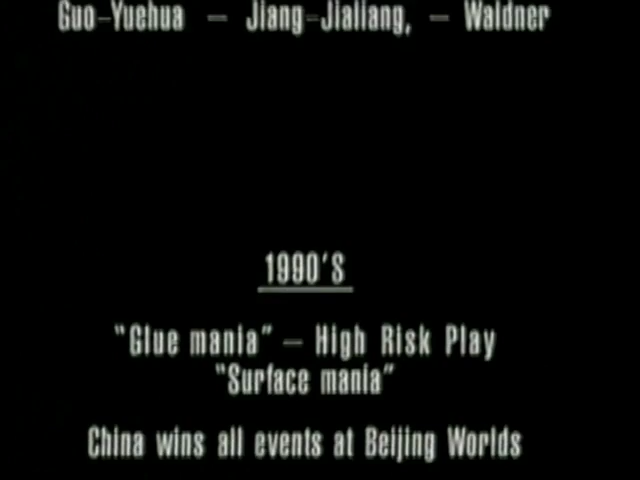 Guo-Yuehua - Jiang-Jialiang, - Waldner
1990'S
"Glue mania" - High Risk Play
"Surface mania"
China wins all events at Beijing Worlds